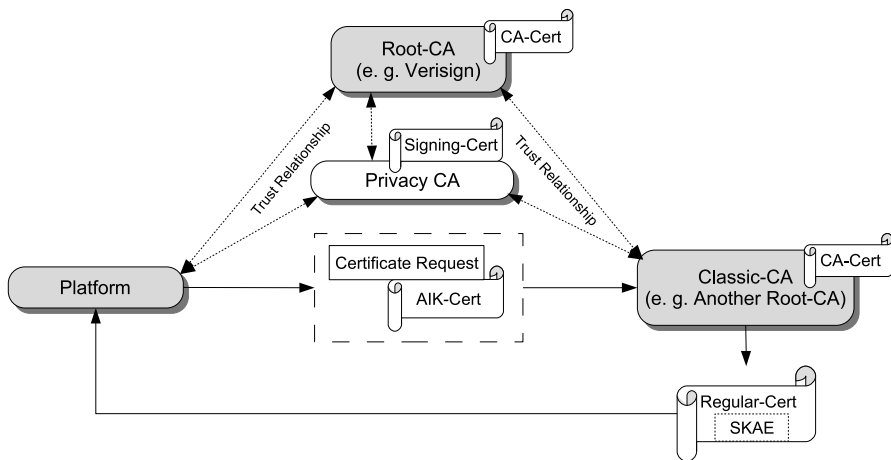 CA-Cert
Root-CA
(e. g. Verisign)
Trust Relationship
Signing-Cert
Trust Relationship
Privacy CA
CA-Cert
Certificate Request
Platform
AIK-Cert
Classic-CA
(e. g. Another Root-CA)
Regular-Cert
SKAE